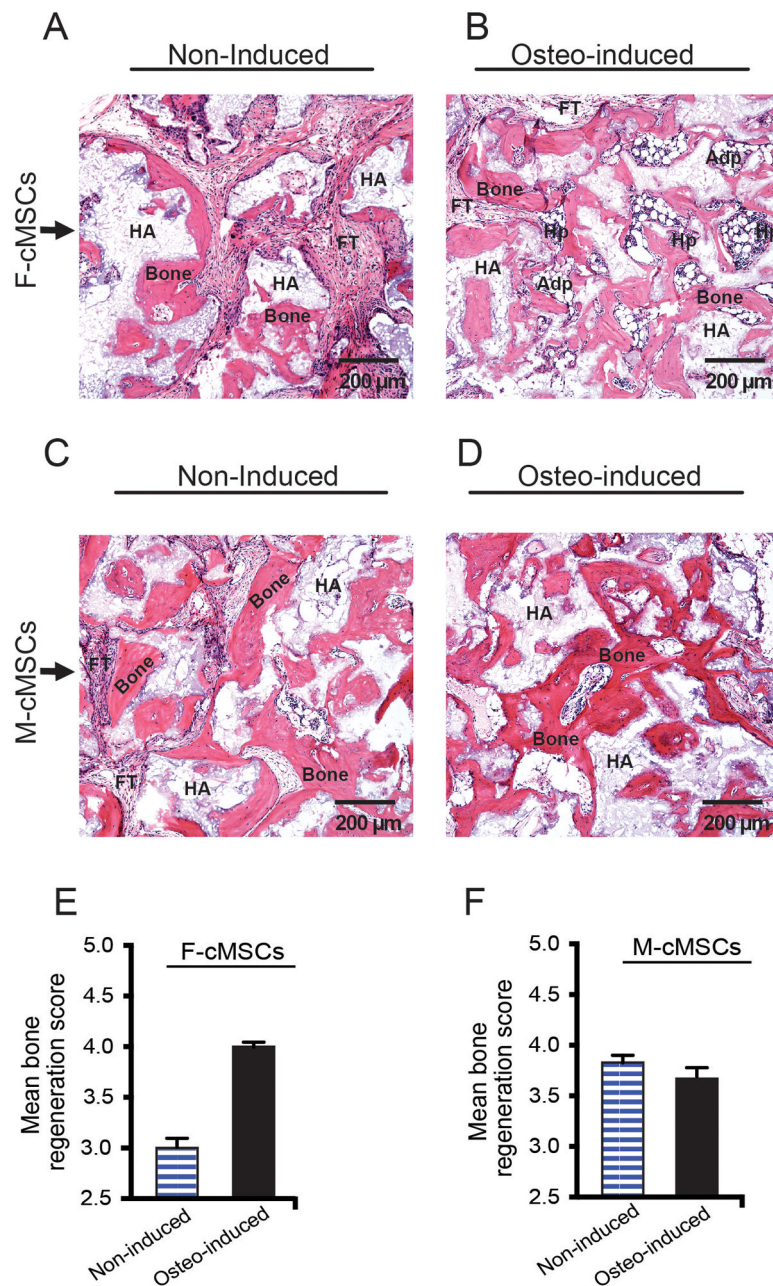 A
Non-Induced
B
Osteo-induced
F-cMSCs
HA
HA
FT
Bone
HA
Bone
200 µm
FT
Adp
Bone
FT
Hp
Hp
Hp
HA
Adp
Bone
HA
200 µm
C
Non-Induced
D
Osteo-induced
M-cMSCs
Bone
HA
FT
Bone
FT
HA
Bone
200 µm
HA
Bone
Bone
HA
200 µm
E
F-cMSCs
Mean bone
regeneration score
5.0
4.5
4.0
3.5
3.0
2.5
Non-induced
Osteo-induced
F
M-cMSCs
Mean bone
regeneration score
5.0
4.5
4.0
3.5
3.0
2.5
Non-induced
Osteo-induced